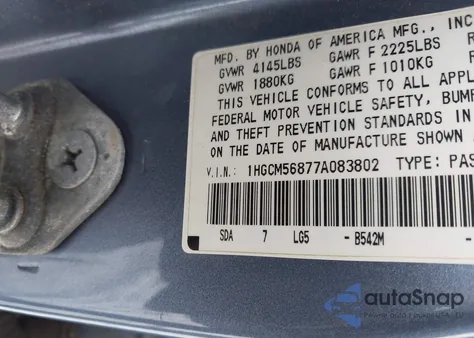 MFD. BY HONDA OF AMERICA MFG., INC
GVWR 4145LBS GAWR F 2225LBS
GVWR 1880KG GAWR F 1010KG
THIS VEHICLE CONFORMS TO ALL APPL
FEDERAL MOTOR VEHICLE SAFETY, BUMP
AND THEFT PREVENTION STANDARDS IN
ON THE DATE OF MANUFACTURE SHOWN
V.I.N.: 1HGCM56877A083802 TYPE: PAS
SDA 7 LG5 -B542M
autoSnap